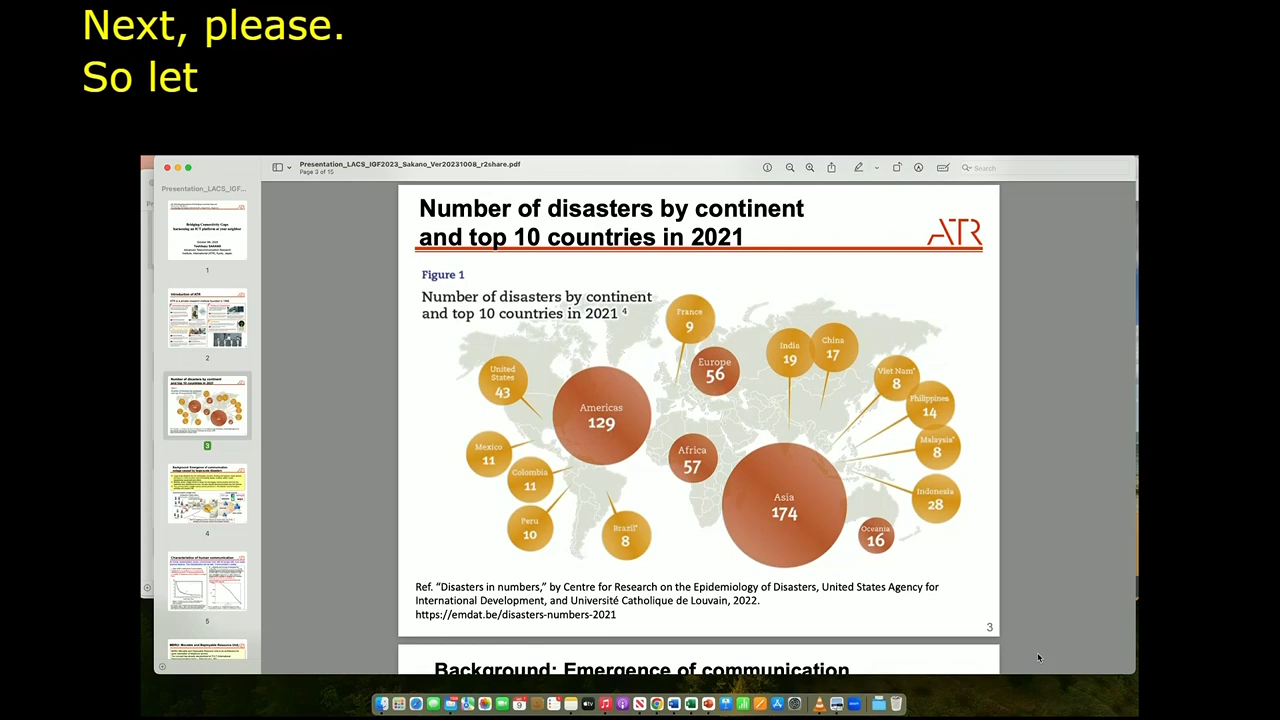 Next, please.
So let
Presentation_LACS_IGF2023_Sakano_Ver20231008_r2share.pdf
Page 3 of 15
Search
Presentation_LACS_IGF...
1
2
3
4
5
Number of disasters by continent
and top 10 countries in 2021
ATR
Figure 1
Number of disasters by continent
and top 10 countries in 2021 4
France
9
Europe
56
India
19
China
17
United
States
43
Americas
129
Viet Nam*
8
Philippines
14
Malaysia*
8
Mexico
11
Colombia
11
Africa
57
Asia
174
Indonesia
28
Peru
10
Brazil*
8
Oceania
16
Ref. “Disasters in numbers,” by Centre for Research on the Epidemiology of Disasters, United States Agency for
International Development, and Université Catholique de Louvain, 2022.
https://emdat.be/disasters-numbers-2021
3
Background: Emergence of communication